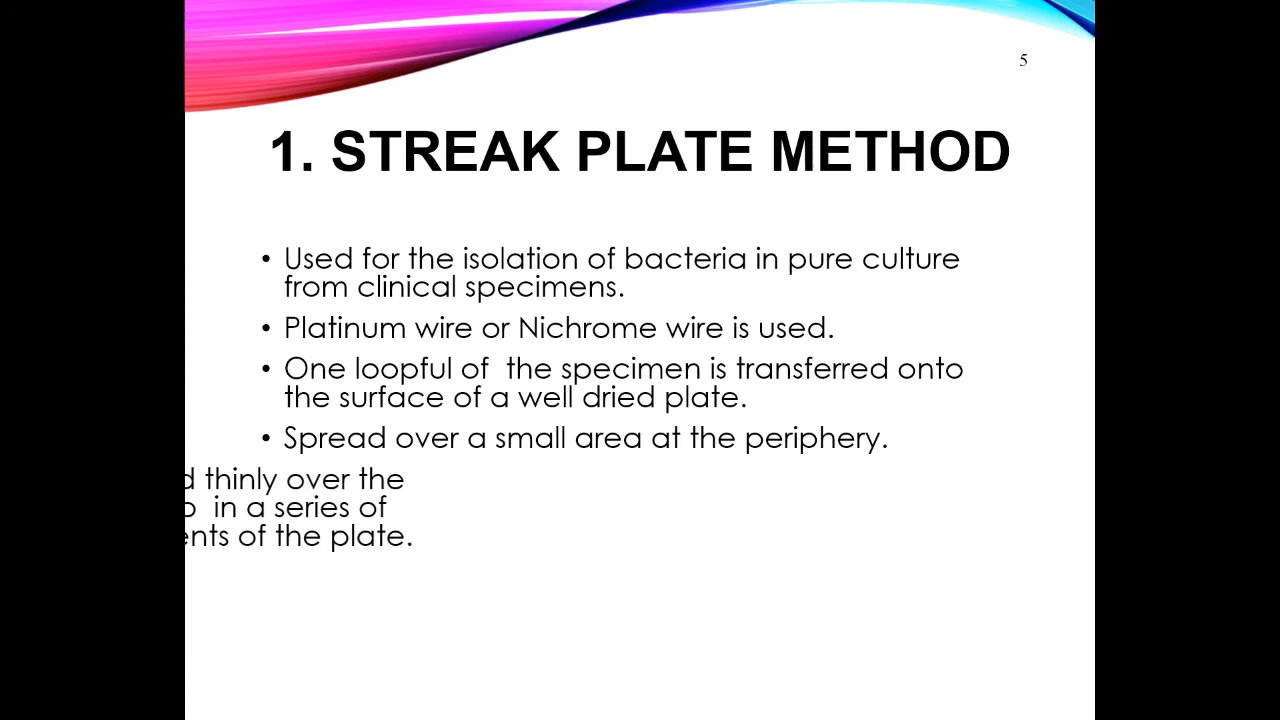 5
1. STREAK PLATE METHOD
• Used for the isolation of bacteria in pure culture
from clinical specimens.
• Platinum wire or Nichrome wire is used.
• One loopful of the specimen is transferred onto
the surface of a well dried plate.
• Spread over a small area at the periphery.
thinly over the
in a series of
of the plate.